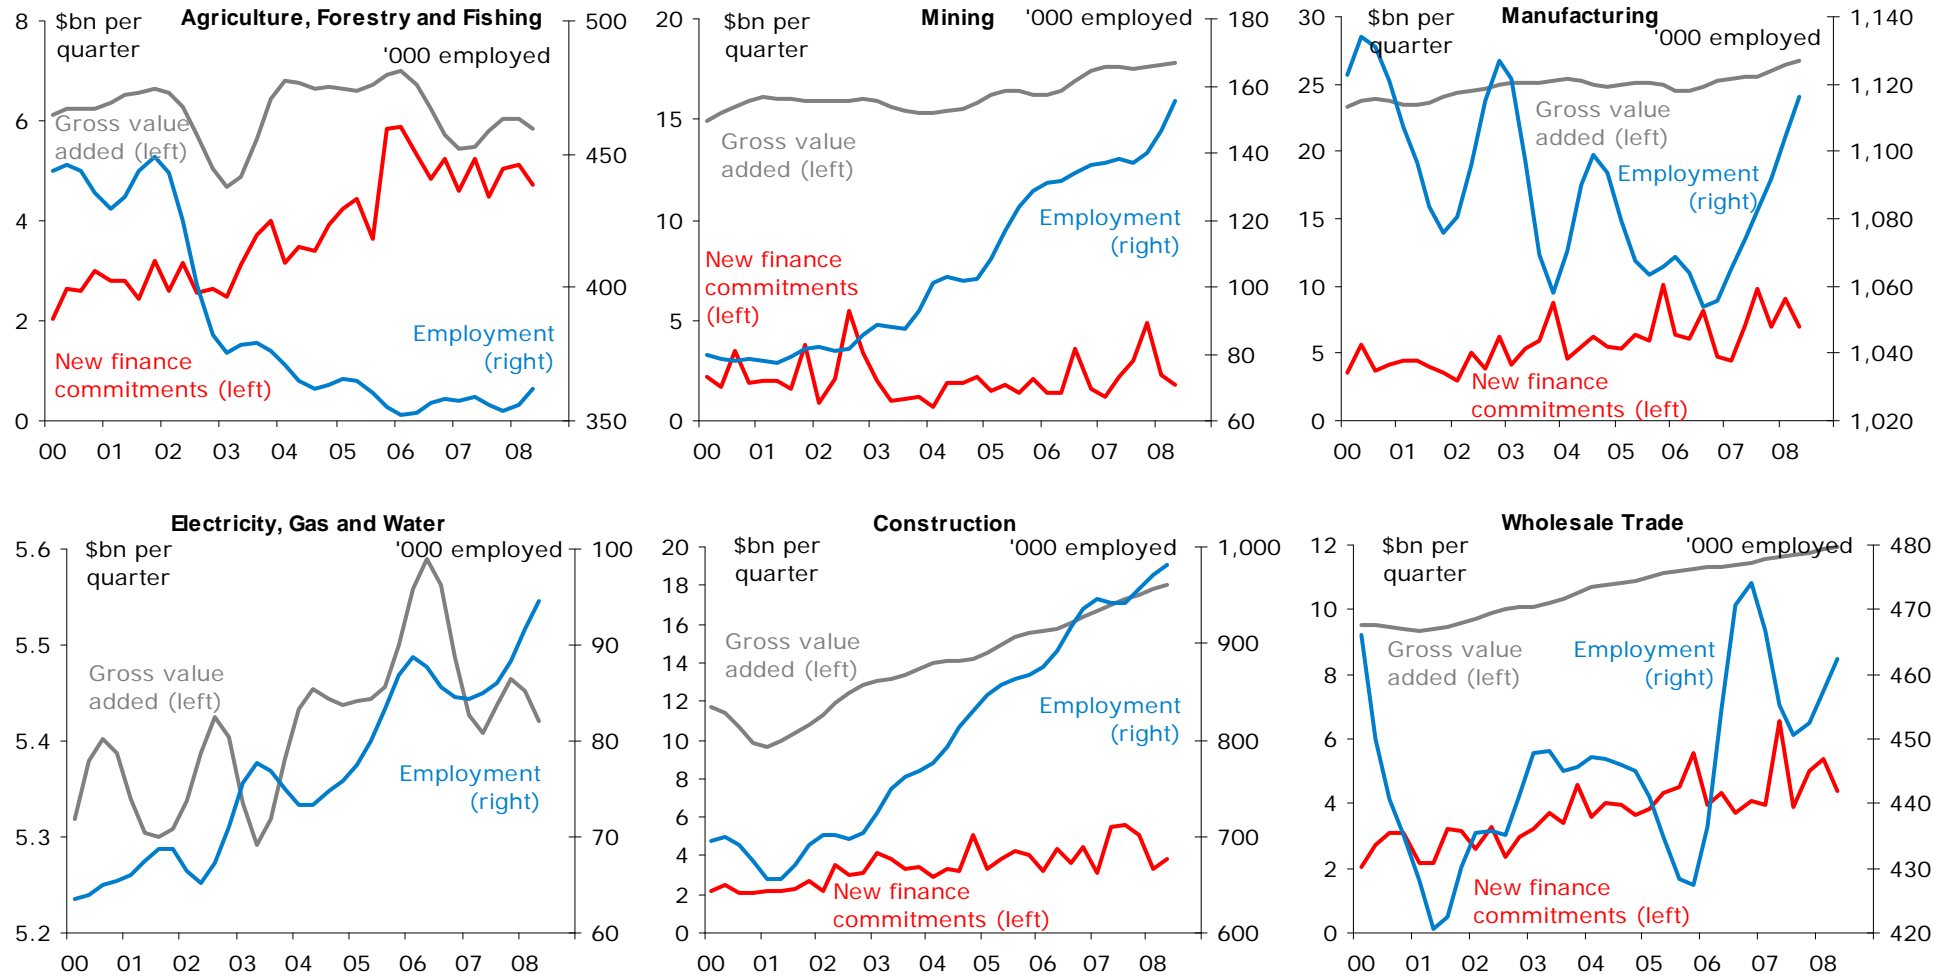 Agriculture, Forestry and Fishing
$bn per
quarter
'000 employed
8
6
4
2
0
500
450
400
350
Gross value
added (left)
Employment
(right)
New finance
commitments (left)
00 01 02 03 04 05 06 07 08
Mining
$bn per
quarter
'000 employed
20
15
10
5
0
180
160
140
120
100
80
60
Gross value
added (left)
Employment
(right)
New finance
commitments
(left)
00 01 02 03 04 05 06 07 08
Manufacturing
$bn per
quarter
'000 employed
30
25
20
15
10
5
0
1,140
1,120
1,100
1,080
1,060
1,040
1,020
Gross value
added (left)
Employment
(right)
New finance
commitments (left)
00 01 02 03 04 05 06 07 08
Electricity, Gas and Water
$bn per
quarter
'000 employed
5.6
5.5
5.4
5.3
5.2
100
90
80
70
60
Gross value
added (left)
Employment
(right)
00 01 02 03 04 05 06 07 08
Construction
$bn per
quarter
'000 employed
20
18
16
14
12
10
8
6
4
2
0
1,000
900
800
700
600
Gross value
added (left)
Employment
(right)
New finance
commitments (left)
00 01 02 03 04 05 06 07 08
Wholesale Trade
$bn per
quarter
'000 employed
12
10
8
6
4
2
0
480
470
460
450
440
430
420
Gross value
added (left)
Employment
(right)
New finance
commitments (left)
00 01 02 03 04 05 06 07 08